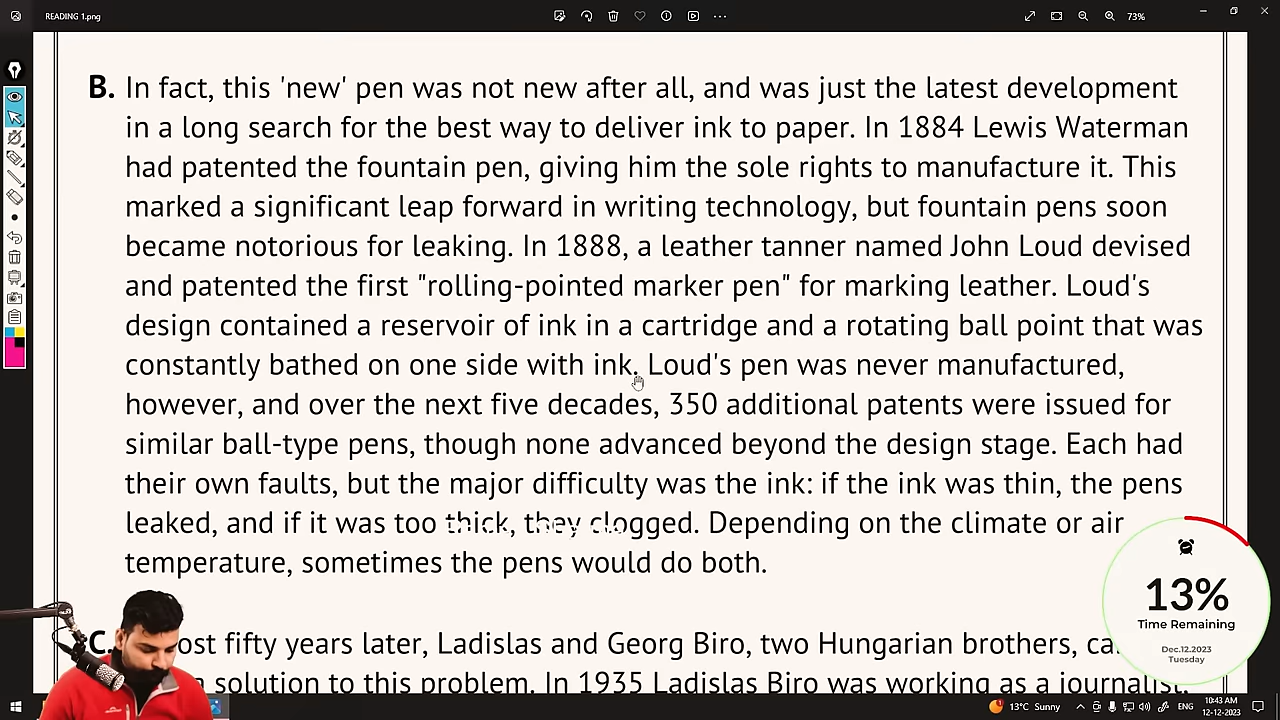 READING 1.png
73%
B. In fact, this 'new' pen was not new after all, and was just the latest development
in a long search for the best way to deliver ink to paper. In 1884 Lewis Waterman
had patented the fountain pen, giving him the sole rights to manufacture it. This
marked a significant leap forward in writing technology, but fountain pens soon
became notorious for leaking. In 1888, a leather tanner named John Loud devised
and patented the first "rolling-pointed marker pen" for marking leather. Loud's
design contained a reservoir of ink in a cartridge and a rotating ball point that was
constantly bathed on one side with ink. Loud's pen was never manufactured,
however, and over the next five decades, 350 additional patents were issued for
similar ball-type pens, though none advanced beyond the design stage. Each had
their own faults, but the major difficulty was the ink: if the ink was thin, the pens
leaked, and if it was too thick, they clogged. Depending on the climate or air
temperature, sometimes the pens would do both.
C. fifty years later, Ladislas and Georg Biro, two Hungarian brothers,
a solution to this problem. In 1935 Ladislas Biro was working as a journalist,
13%
Time Remaining
Dec.12.2023
Tuesday
13°C Sunny
ENG
10:43 AM
12-12-2023